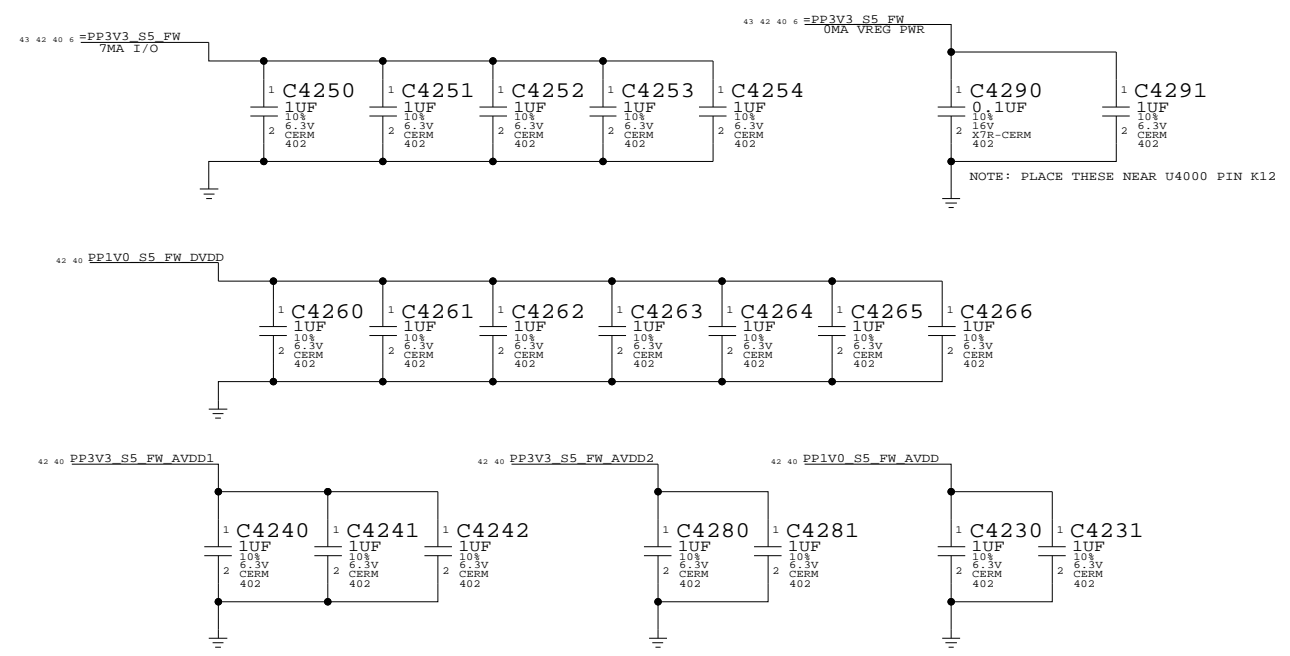 43 42 40 6 =PP3V3_S5_FW
7MA I/O
1 C4250
1UF
10%
6.3V
2 CERM
402
1 C4251
1UF
10%
6.3V
2 CERM
402
1 C4252
1UF
10%
6.3V
2 CERM
402
1 C4253
1UF
10%
6.3V
2 CERM
402
1 C4254
1UF
10%
6.3V
2 CERM
402
43 42 40 6 =PP3V3_S5_FW
0MA VREG PWR
1 C4290
0.1UF
10%
16V
2 X7R-CERM
402
1 C4291
1UF
10%
6.3V
2 CERM
402
NOTE: PLACE THESE NEAR U4000 PIN K12
42 40 PP1V0_S5_FW_DVDD
1 C4260
1UF
10%
6.3V
2 CERM
402
1 C4261
1UF
10%
6.3V
2 CERM
402
1 C4262
1UF
10%
6.3V
2 CERM
402
1 C4263
1UF
10%
6.3V
2 CERM
402
1 C4264
1UF
10%
6.3V
2 CERM
402
1 C4265
1UF
10%
6.3V
2 CERM
402
1 C4266
1UF
10%
6.3V
2 CERM
402
42 40 PP3V3_S5_FW_AVDD1
1 C4240
1UF
10%
6.3V
2 CERM
402
1 C4241
1UF
10%
6.3V
2 CERM
402
1 C4242
1UF
10%
6.3V
2 CERM
402
42 40 PP3V3_S5_FW_AVDD2
1 C4280
1UF
10%
6.3V
2 CERM
402
1 C4281
1UF
10%
6.3V
2 CERM
402
42 40 PP1V0_S5_FW_AVDD
1 C4230
1UF
10%
6.3V
2 CERM
402
1 C4231
1UF
10%
6.3V
2 CERM
402